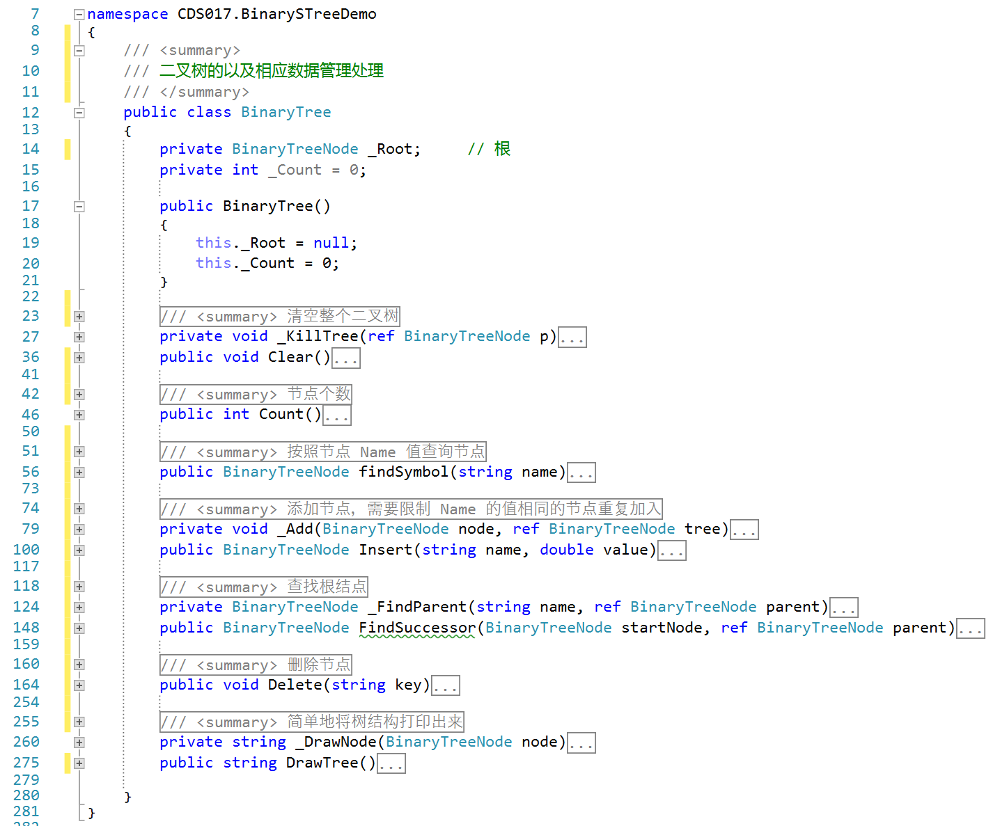 7 namespace CDS017.BinarySTreeDemo
8 {
9 /// <summary>
10 /// 二叉树的以及相应数据管理处理
11 /// </summary>
12 public class BinaryTree
13 {
14 private BinaryTreeNode _Root; // 根
15 private int _Count = 0;
16
17 public BinaryTree()
18 {
19 this._Root = null;
20 this._Count = 0;
21 }
22
23 /// <summary> 清空整个二叉树
27 private void _KillTree(ref BinaryTreeNode p)...
36 public void Clear()...
41
42 /// <summary> 节点个数
46 public int Count()...
50
51 /// <summary> 按照节点 Name 值查询节点
56 public BinaryTreeNode findSymbol(string name)...
73
74 /// <summary> 添加节点，需要限制 Name 的值相同的节点重复加入
79 private void _Add(BinaryTreeNode node, ref BinaryTreeNode tree)...
100 public BinaryTreeNode Insert(string name, double value)...
117
118 /// <summary> 查找根结点
124 private BinaryTreeNode _FindParent(string name, ref BinaryTreeNode parent)...
148 public BinaryTreeNode FindSuccessor(BinaryTreeNode startNode, ref BinaryTreeNode parent)...
159
160 /// <summary> 删除节点
164 public void Delete(string key)...
254
255 /// <summary> 简单地将树结构打印出来
260 private string _DrawNode(BinaryTreeNode node)...
275 public string DrawTree()...
279
280 }
281 }